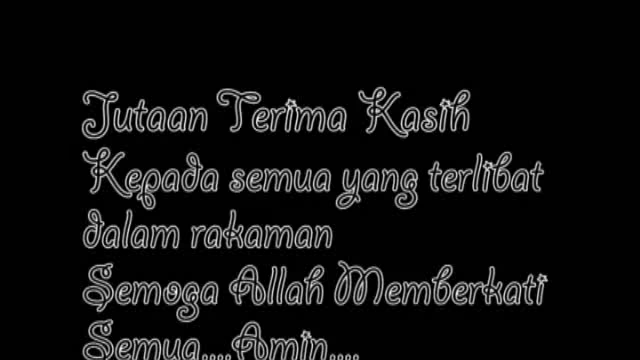 Jutaan Terima Kasih
Kepada semua yang terlibat
dalam rakaman
Semoga Allah Memberkati
Semua....Amin....